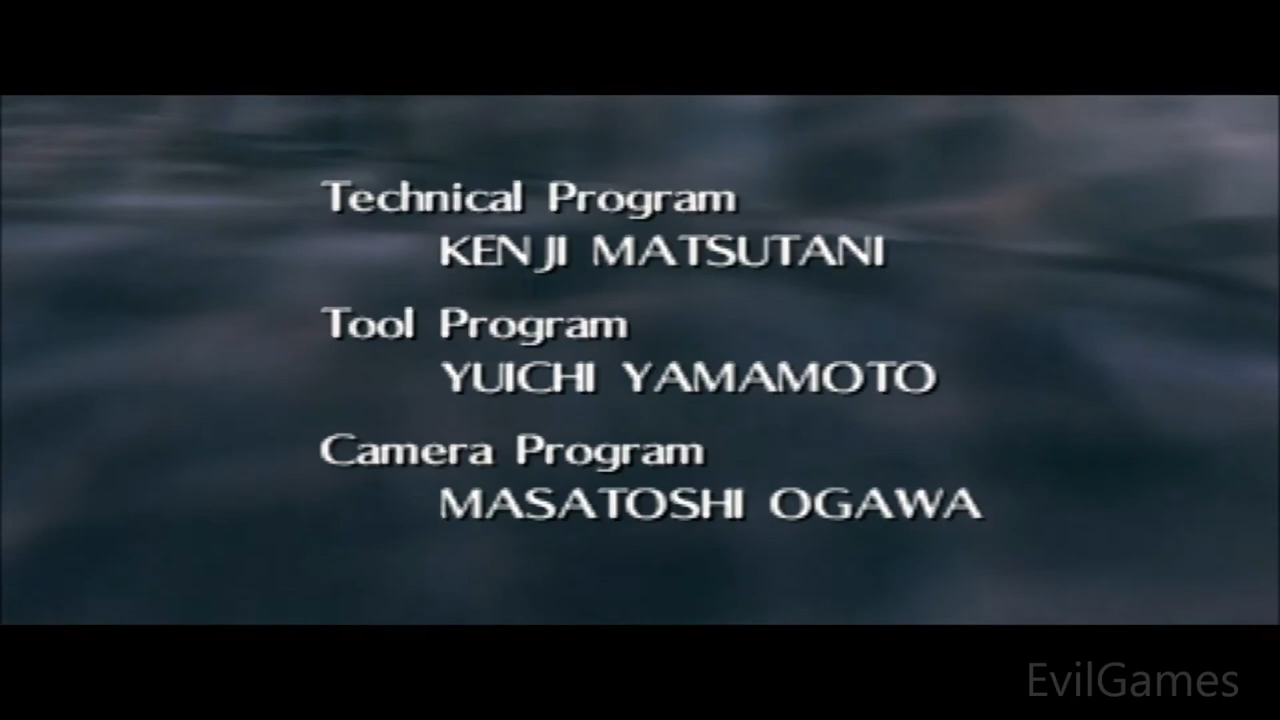 Technical Program
KENJI MATSUTANI
Tool Program
YUICHI YAMAMOTO
Camera Program
MASATOSHI OGAWA
EvilGames